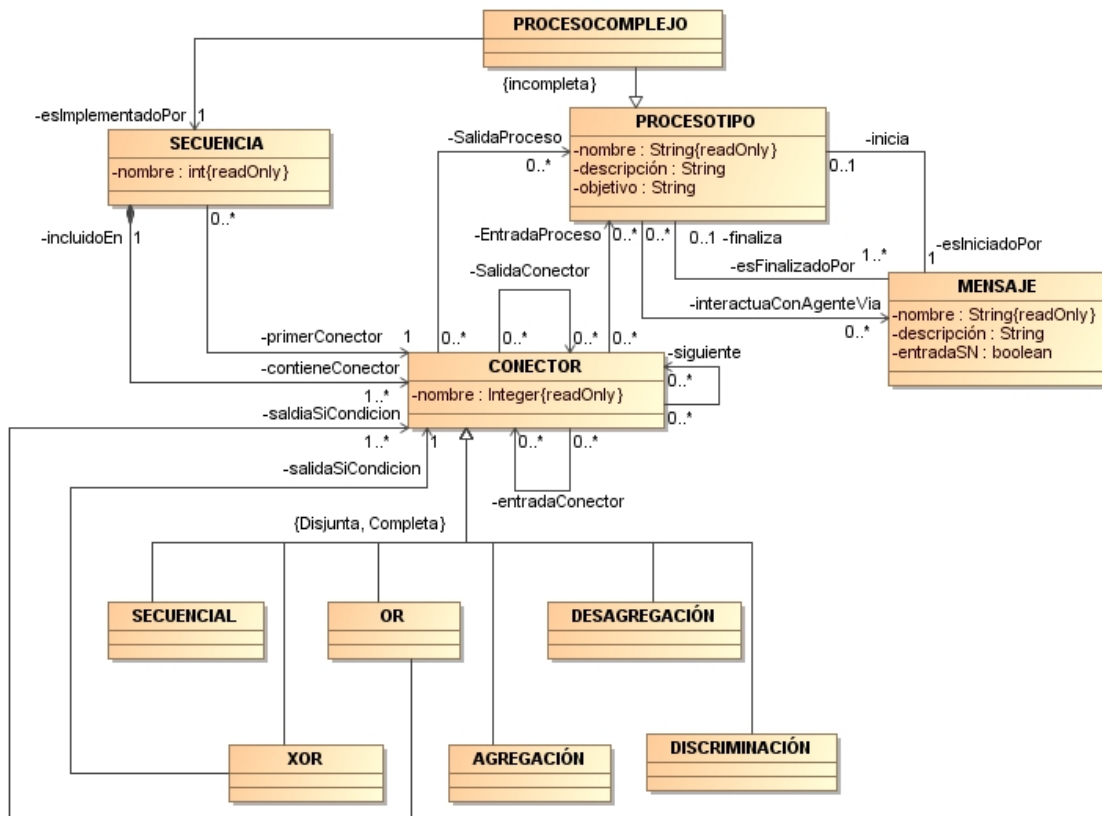 PROCESOCOMPLEJO
{incompleta}
-esImplementadoPor 1
SECUENCIA
-nombre : int{readOnly}
-SalidaProceso
0..*
PROCESOTIPO
-nombre : String{readOnly}
-descripción : String
-objetivo : String
-inicia
0..1
-incluidoEn 1
0..*
-EntradaProceso
0..*
0..*
0..1 -finaliza
-esFinalizadoPor
1..*
-esIniciadoPor
1
-SalidaConector
-interactuaConAgenteVia
0..*
MENSAJE
-nombre : String{readOnly}
-descripción : String
-entradaSN : boolean
-primerConector 1
0..*
0..*
0..*
0..*
-siguiente
0..*
0..*
-contieneConector
1..*
CONECTOR
-nombre : Integer{readOnly}
-saldiaSiCondicion
1..*
1
0..*
0..*
-salidaSiCondicion
-entradaConector
{Disjunta, Completa}
SECUENCIAL
OR
DESAGREGACIÓN
XOR
AGREGACIÓN
DISCRIMINACIÓN